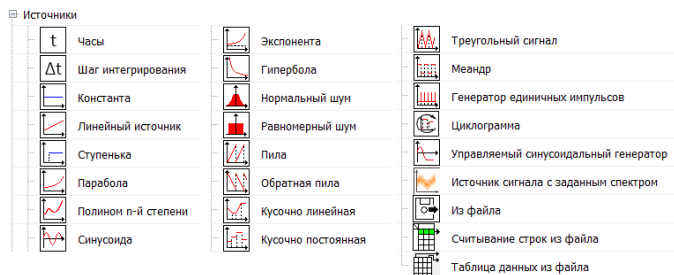 Источники
t Часы
Δt Шаг интегрирования
Константа
Линейный источник
Ступенька
Парабола
Полином n-й степени
Синусоида
Экспонента
Гипербола
Нормальный шум
Равномерный шум
Пила
Обратная пила
Кусочно линейная
Кусочно постоянная
Треугольный сигнал
Меандр
Генератор единичных импульсов
Циклограмма
Управляемый синусоидальный генератор
Источник сигнала с заданным спектром
Из файла
Считывание строк из файла
Таблица данных из файла